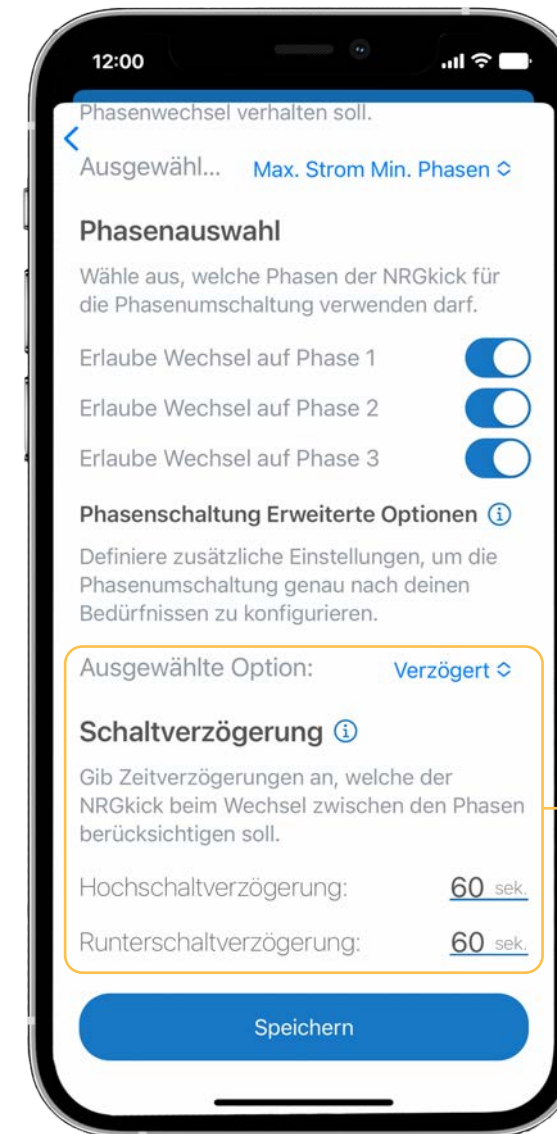 12:00
Phasenwechsel verhalten soll.
Ausgewähl... Max. Strom Min. Phasen
Phasenauswahl
Wähle aus, welche Phasen der NRGkick für
die Phasenumschaltung verwenden darf.
Erlaube Wechsel auf Phase 1
Erlaube Wechsel auf Phase 2
Erlaube Wechsel auf Phase 3
Phasenschaltung Erweiterte Optionen
Definiere zusätzliche Einstellungen, um die
Phasenumschaltung genau nach deinen
Bedürfnissen zu konfigurieren.
Ausgewählte Option: Verzögert
Schaltverzögerung
Gib Zeitverzögerungen an, welche der
NRGkick beim Wechsel zwischen den Phasen
berücksichtigen soll.
Hochschaltverzögerung: 60 sek.
Runterschaltverzögerung: 60 sek.
Speichern